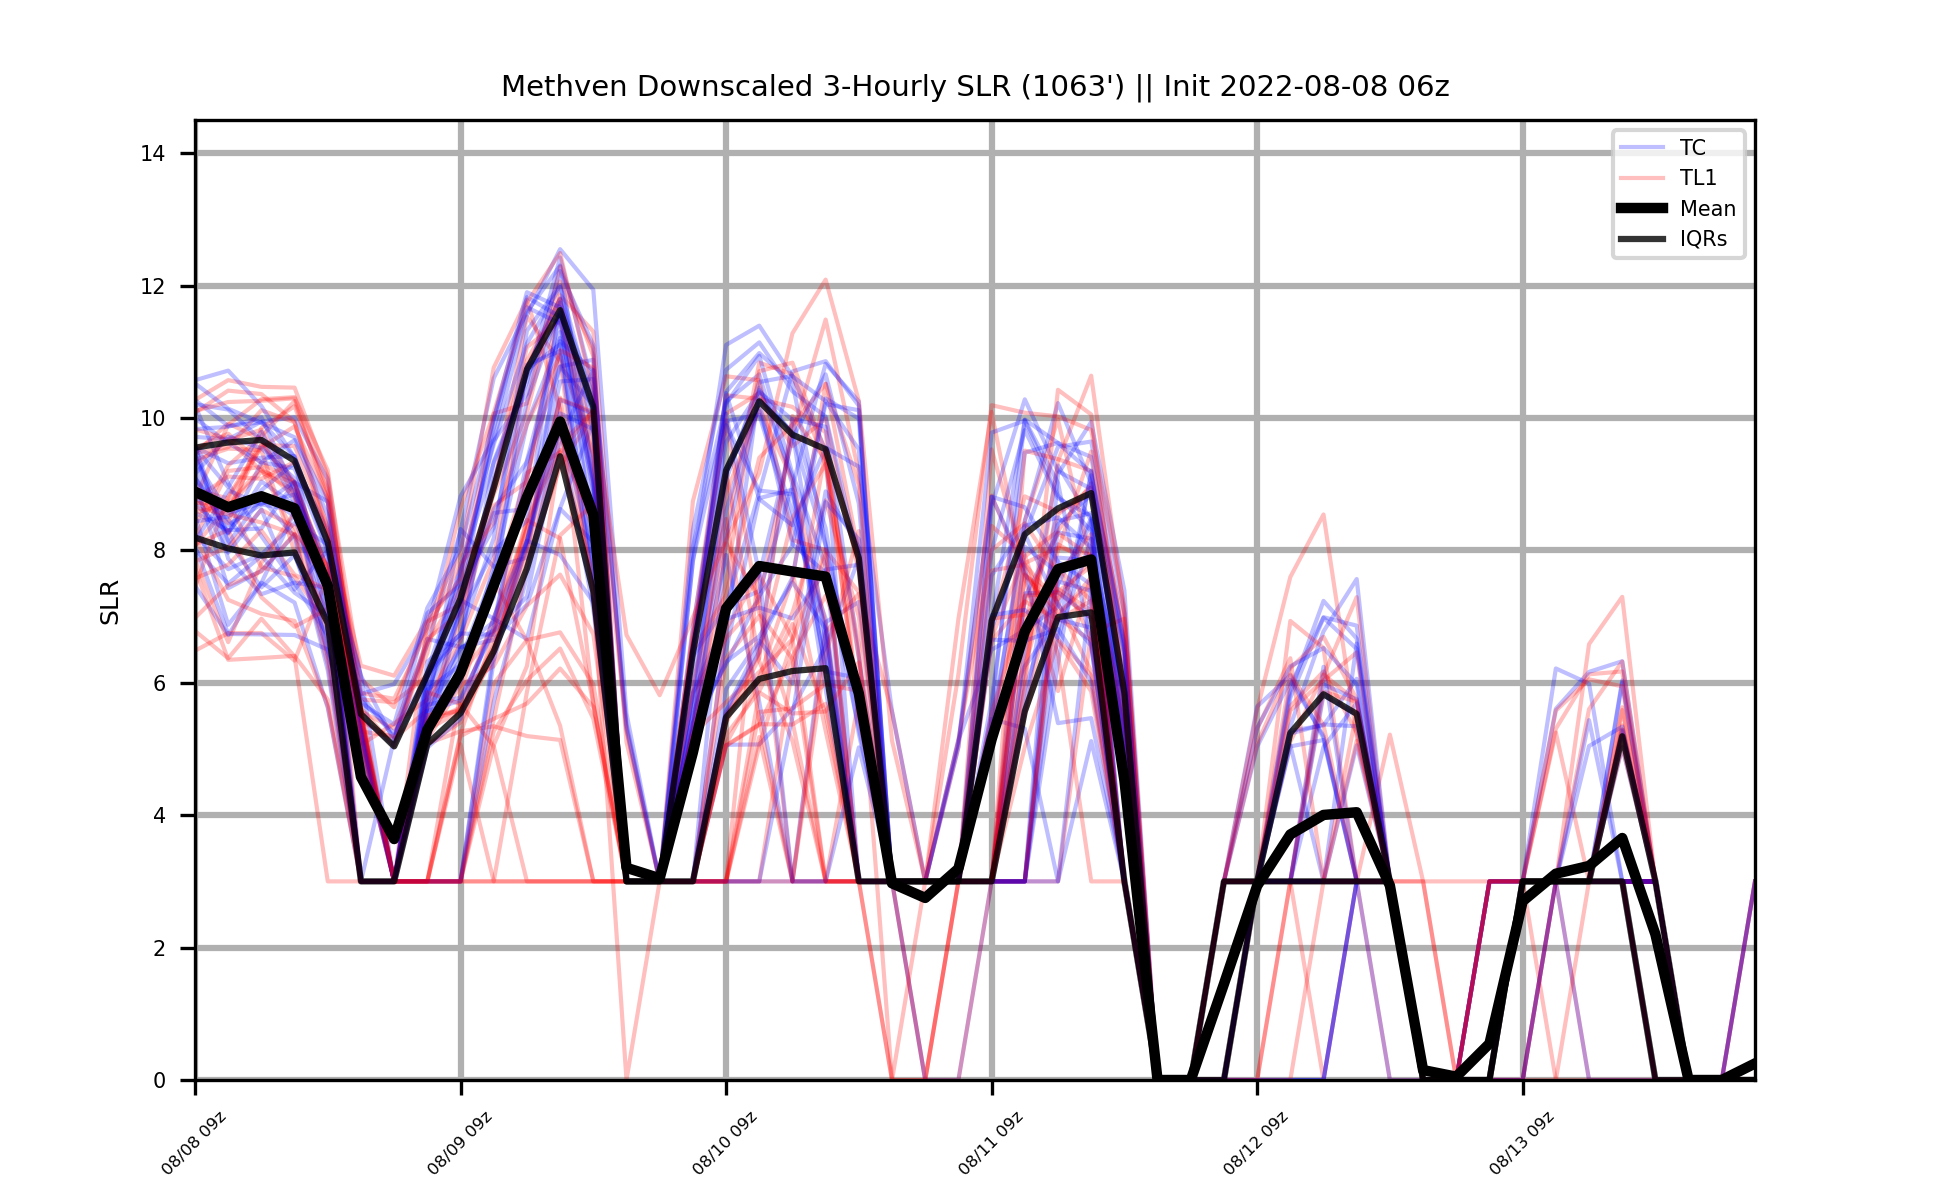 Methven Downscaled 3-Hourly SLR (1063') || Init 2022-08-08 06z
TC
TL1
Mean
IQRs
SLR
14
12
10
8
6
4
2
0
08/08 09z
08/09 09z
08/10 09z
08/11 09z
08/12 09z
08/13 09z